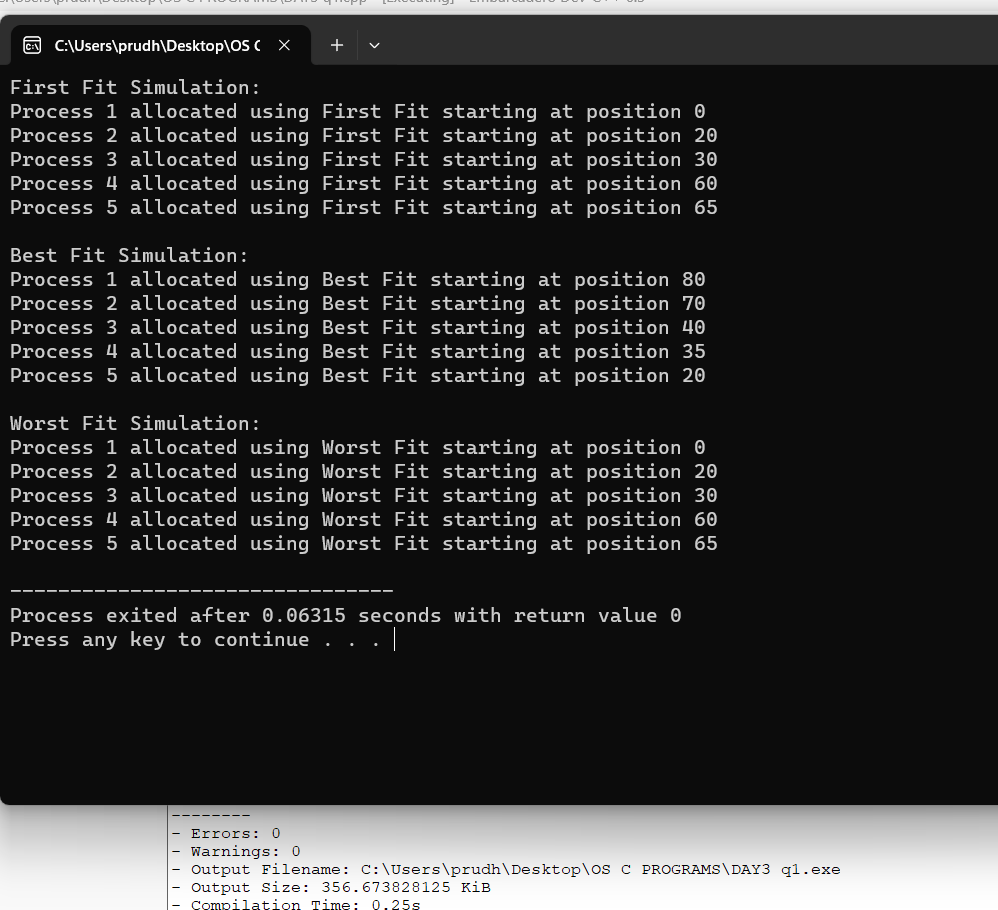 C:\Users\prudh\Desktop\OS C PROGRAMS\DAY3 q1.cpp - [Executing] - Embarcadero Dev-C++ 6.3
C:\Users\prudh\Desktop\OS C
First Fit Simulation:
Process 1 allocated using First Fit starting at position 0
Process 2 allocated using First Fit starting at position 20
Process 3 allocated using First Fit starting at position 30
Process 4 allocated using First Fit starting at position 60
Process 5 allocated using First Fit starting at position 65
Best Fit Simulation:
Process 1 allocated using Best Fit starting at position 80
Process 2 allocated using Best Fit starting at position 70
Process 3 allocated using Best Fit starting at position 40
Process 4 allocated using Best Fit starting at position 35
Process 5 allocated using Best Fit starting at position 20
Worst Fit Simulation:
Process 1 allocated using Worst Fit starting at position 0
Process 2 allocated using Worst Fit starting at position 20
Process 3 allocated using Worst Fit starting at position 30
Process 4 allocated using Worst Fit starting at position 60
Process 5 allocated using Worst Fit starting at position 65
--------------------------------
Process exited after 0.06315 seconds with return value 0
Press any key to continue . . .
--------
- Errors: 0
- Warnings: 0
- Output Filename: C:\Users\prudh\Desktop\OS C PROGRAMS\DAY3 q1.exe
- Output Size: 356.673828125 KiB
- Compilation Time: 0.25s